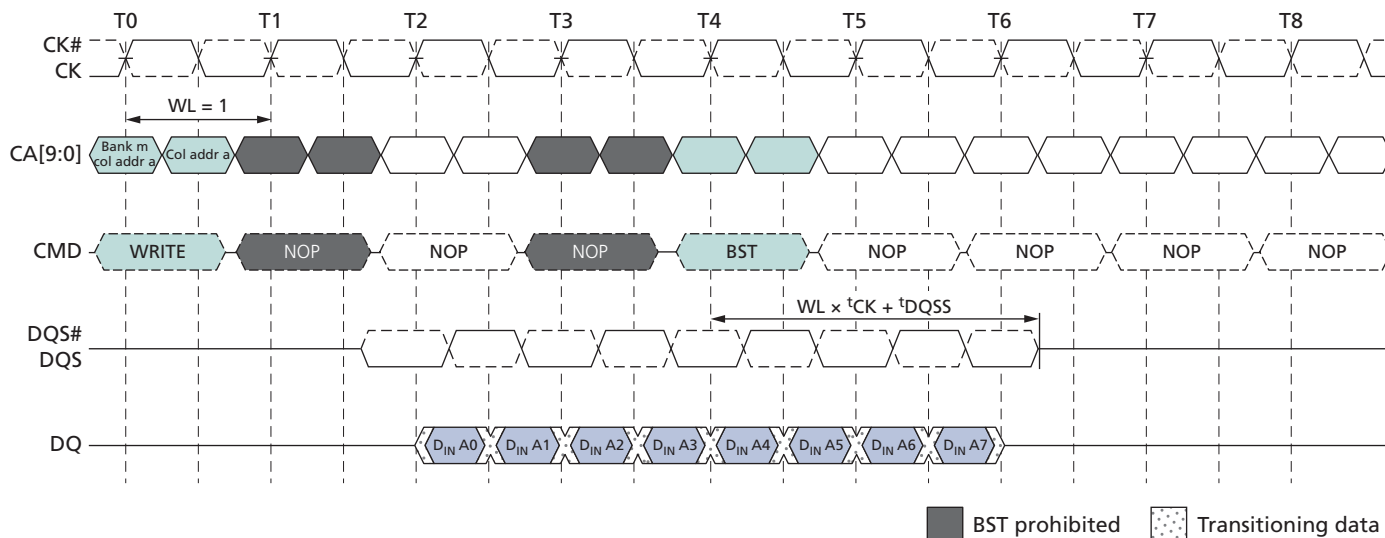 T0 T1 T2 T3 T4 T5 T6 T7 T8
CK#
CK
WL = 1
CA[9:0]
Bank m
col addr a
Col addr a
CMD
WRITE NOP NOP NOP BST NOP NOP NOP NOP
WL × tCK + tDQSS
DQS#
DQS
DQ
DIN A0 DIN A1 DIN A2 DIN A3 DIN A4 DIN A5 DIN A6 DIN A7
BST prohibited Transitioning data